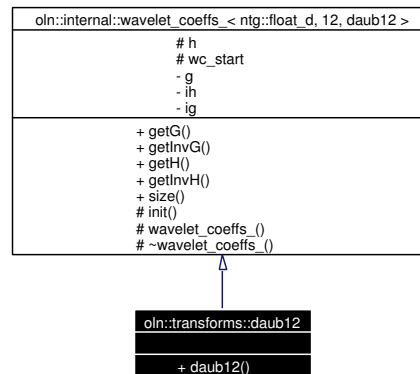 oln::internal::wavelet_coeffs_< ntg::float_d, 12, daub12 >
# h
# wc_start
- g
- ih
- ig
+ getG()
+ getInvG()
+ getH()
+ getInvH()
+ size()
# init()
# wavelet_coeffs_()
# ~wavelet_coeffs_()
oln::transforms::daub12
+ daub12()